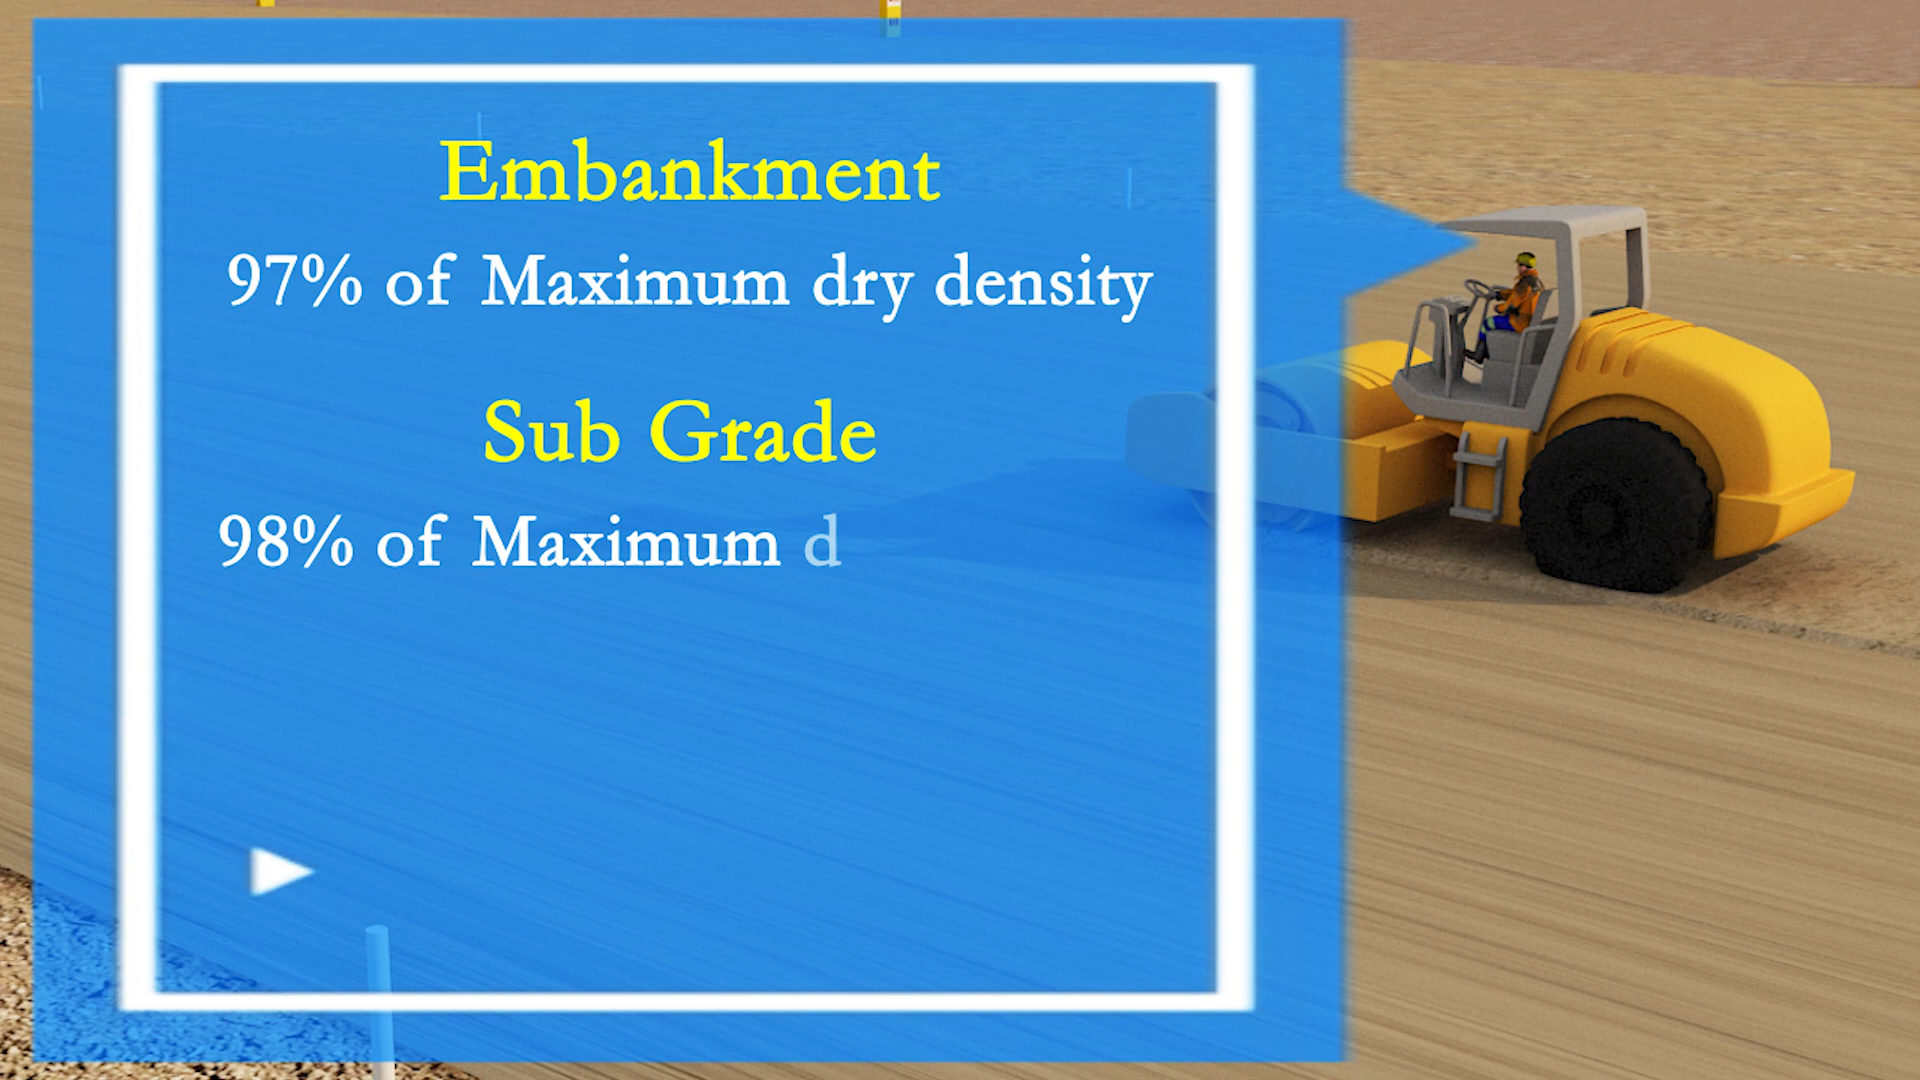 Embankment
97% of Maximum dry density
Sub Grade
98% of Maximum d